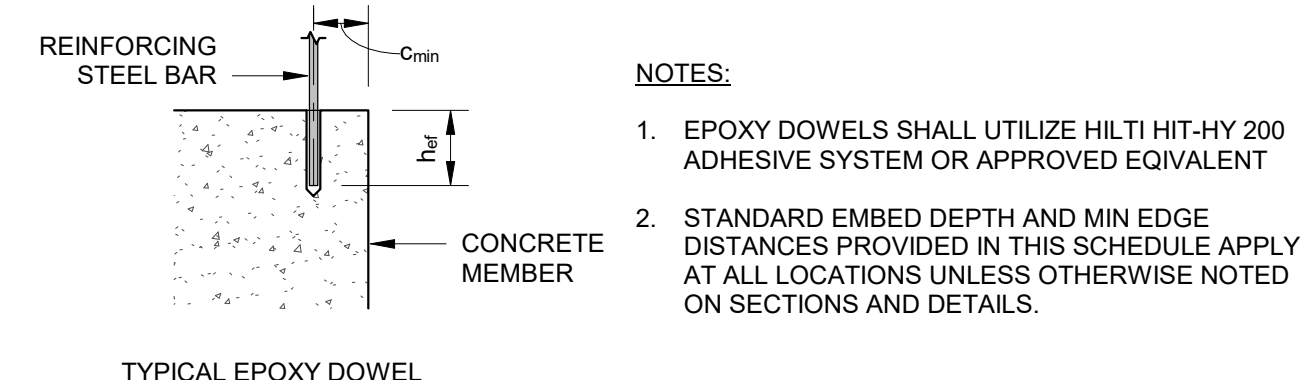 REINFORCING
STEEL BAR
cmin
hef
CONCRETE
MEMBER
TYPICAL EPOXY DOWEL
NOTES:
1. EPOXY DOWELS SHALL UTILIZE HILTI HIT-HY 200
ADHESIVE SYSTEM OR APPROVED EQIVALENT
2. STANDARD EMBED DEPTH AND MIN EDGE
DISTANCES PROVIDED IN THIS SCHEDULE APPLY
AT ALL LOCATIONS UNLESS OTHERWISE NOTED
ON SECTIONS AND DETAILS.